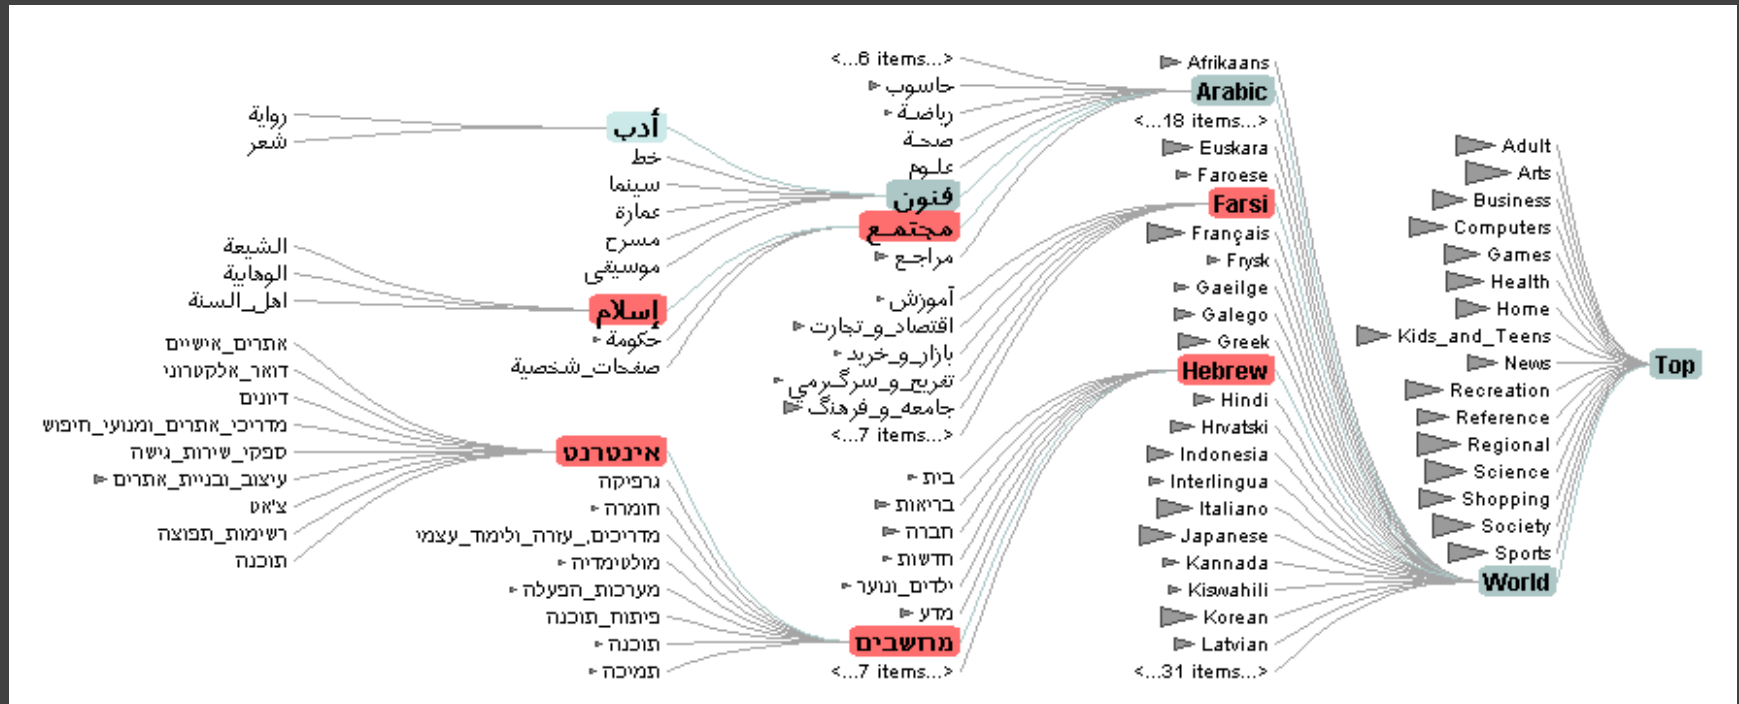 Top
Adult
Arts
Business
Computers
Games
Health
Home
Kids_and_Teens
News
Recreation
Reference
Regional
Science
Shopping
Society
Sports
World
Afrikaans
Arabic
<...18 items...>
Euskara
Faroese
Farsi
Français
Frysk
Gaeilge
Galego
Greek
Hebrew
Hindi
Hrvatski
Indonesia
Interlingua
Italiano
Japanese
Kannada
Kiswahili
Korean
Latvian
<...31 items...>
<...6 items...>
حاسوب
رياضة
صحة
علوم
فنون
مجتمع
مراجع
آموزش
اقتصاد_و_تجارت
بازار_و_خريد
تفريح_و_سرگرمي
جامعه_و_فرهنگ
<...7 items...>
בית
בריאות
חברה
חדשות
ילדים_ונוער
מדע
מחשבים
<...7 items...>
أدب
خط
سينما
عمارة
مسرح
موسيقى
إسلام
حكومة
صفحات_شخصية
אינטרנט
גרפיקה
חומרה
מדריכים,_עזרה_ולימוד_עצמי
מולטימדיה
מערכות_הפעלה
פיתוח_תוכנה
תוכנה
תמיכה
رواية
شعر
الشيعة
الوهابية
اهل_السنة
אתרים_אישיים
דואר_אלקטרוני
דיונים
מדריכי_אתרים_ומנועי_חיפוש
ספקי_שירות_גישה
עיצוב_ובניית_אתרים
צ'אט
רשימות_תפוצה
תוכנה